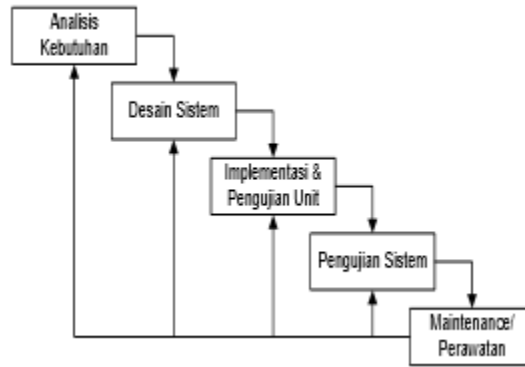 Analisis
Kebutuhan
Desain Sistem
Implementasi &
Pengujian Unit
Pengujian Sistem
Maintenance/
Perawatan